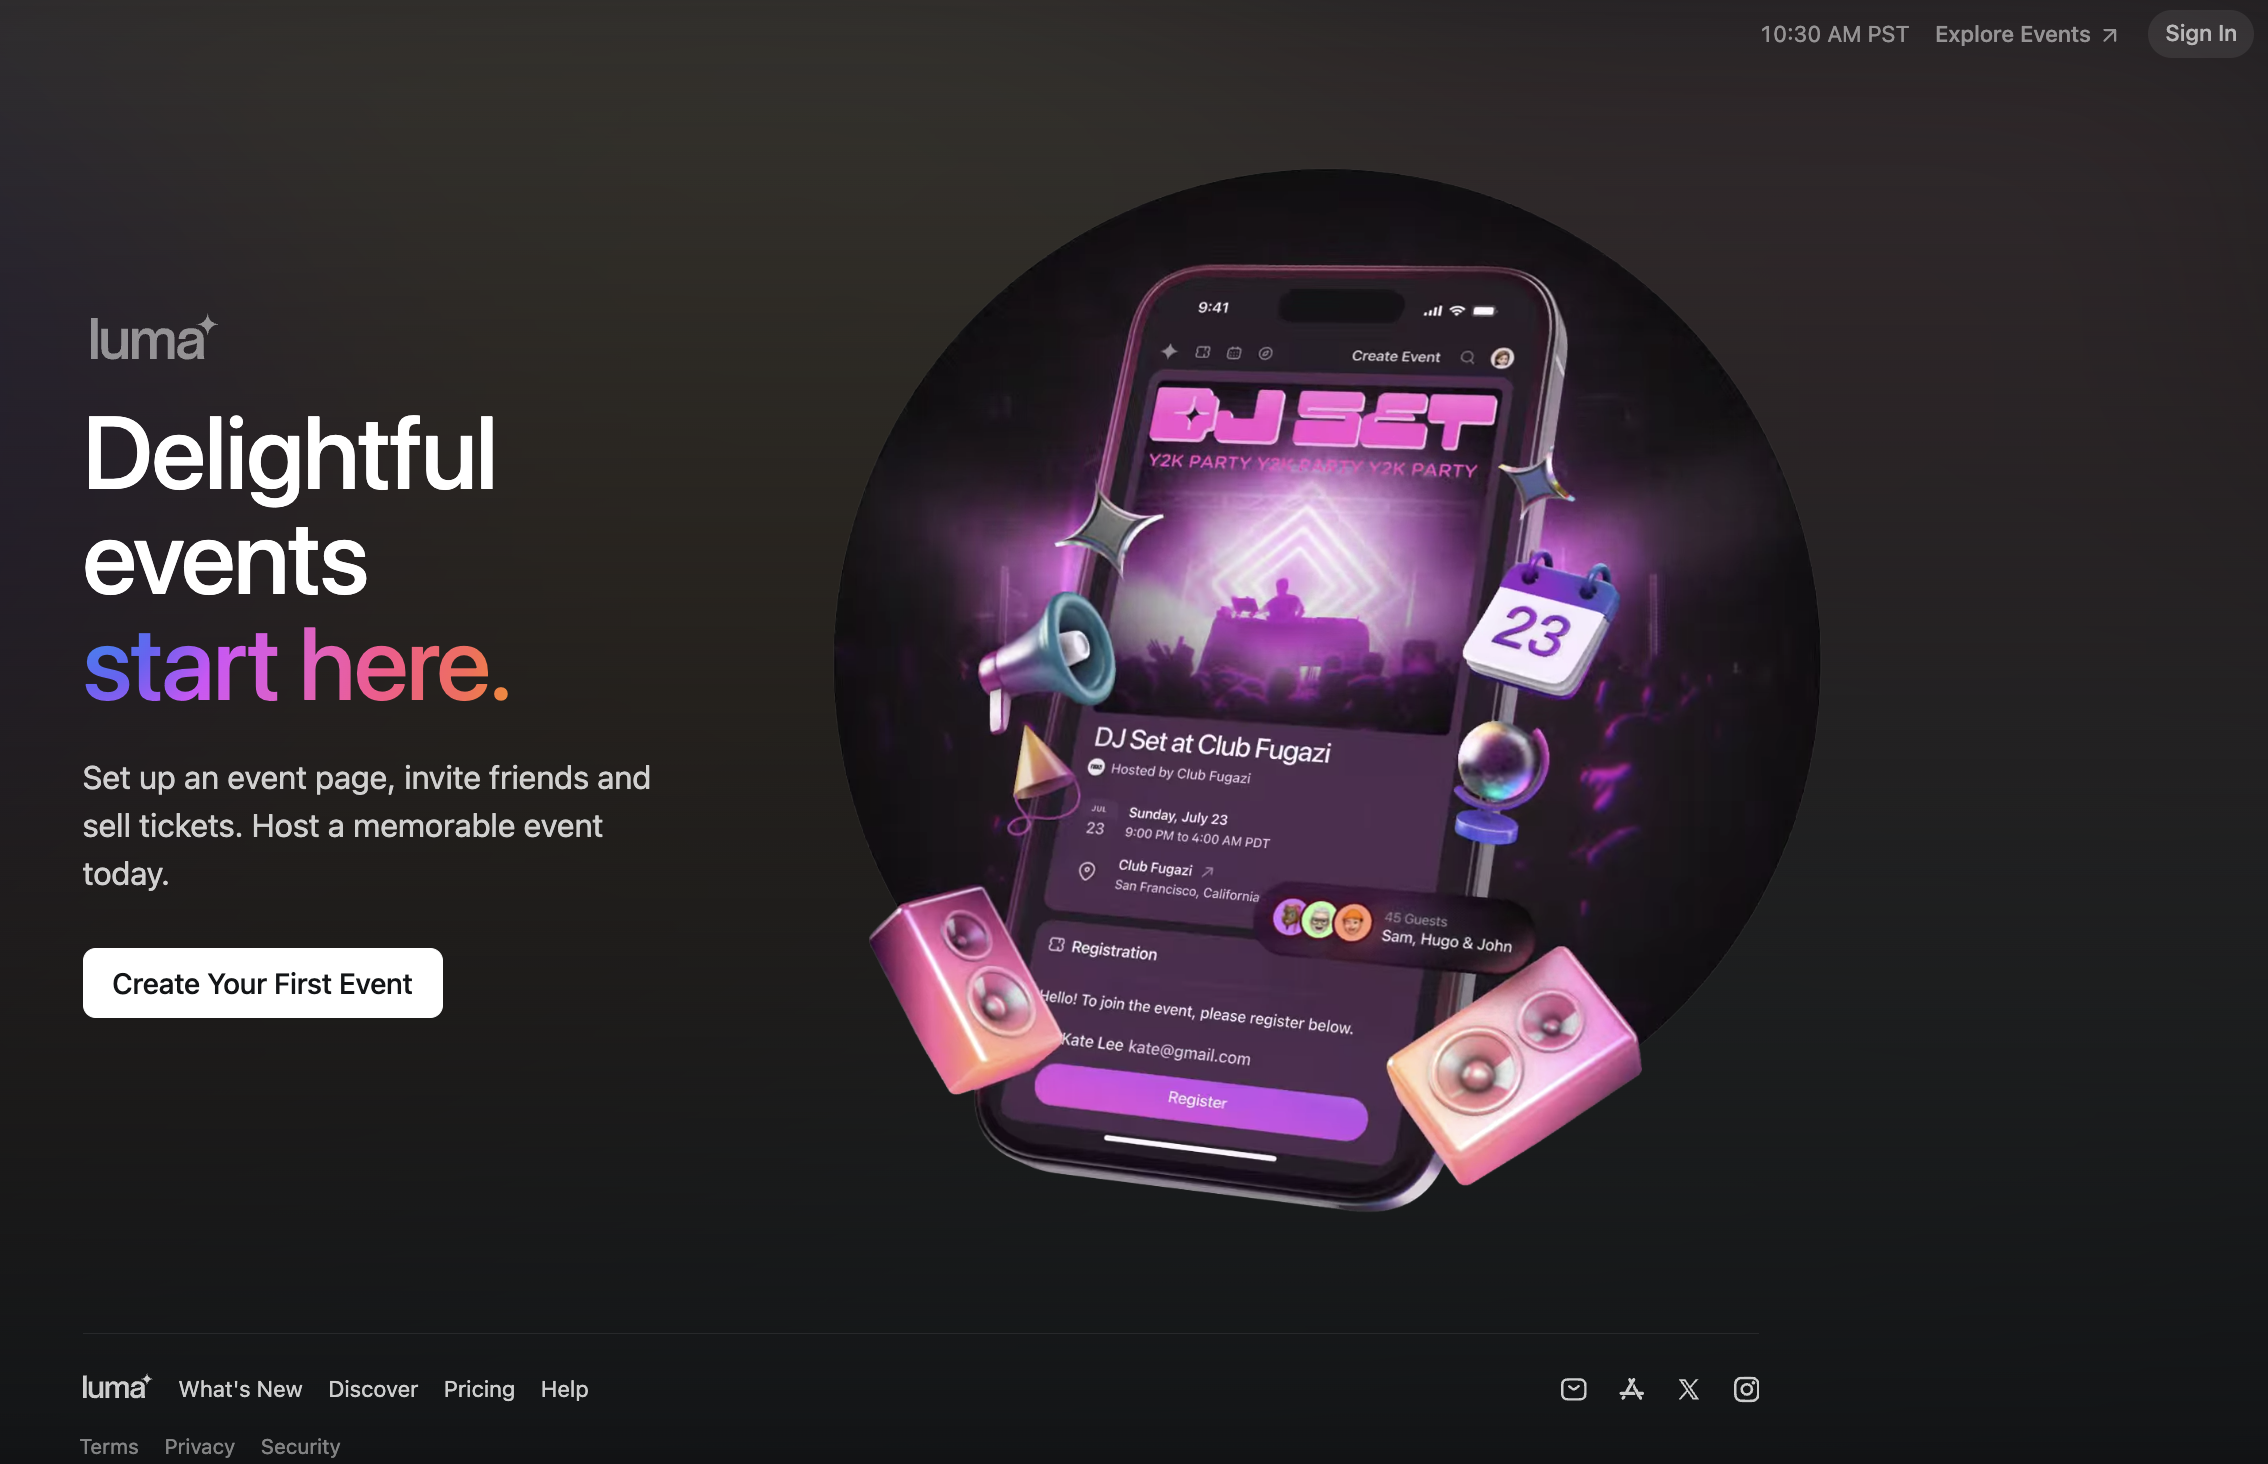 10:30 AM PST Explore Events ↗ Sign In
luma
Delightful
events
start here.
Set up an event page, invite friends and
sell tickets. Host a memorable event
today.
Create Your First Event
9:41
Create Event
DJ SET
Y2K PARTY Y2K PARTY Y2K PARTY
23
DJ Set at Club Fugazi
Hosted by Club Fugazi
JUL
23
Sunday, July 23
9:00 PM to 4:00 AM PDT
Club Fugazi ↗
San Francisco, California
45 Guests
Sam, Hugo & John
Registration
Hello! To join the event, please register below.
Kate Lee kate@gmail.com
Register
luma What's New Discover Pricing Help
Terms Privacy Security